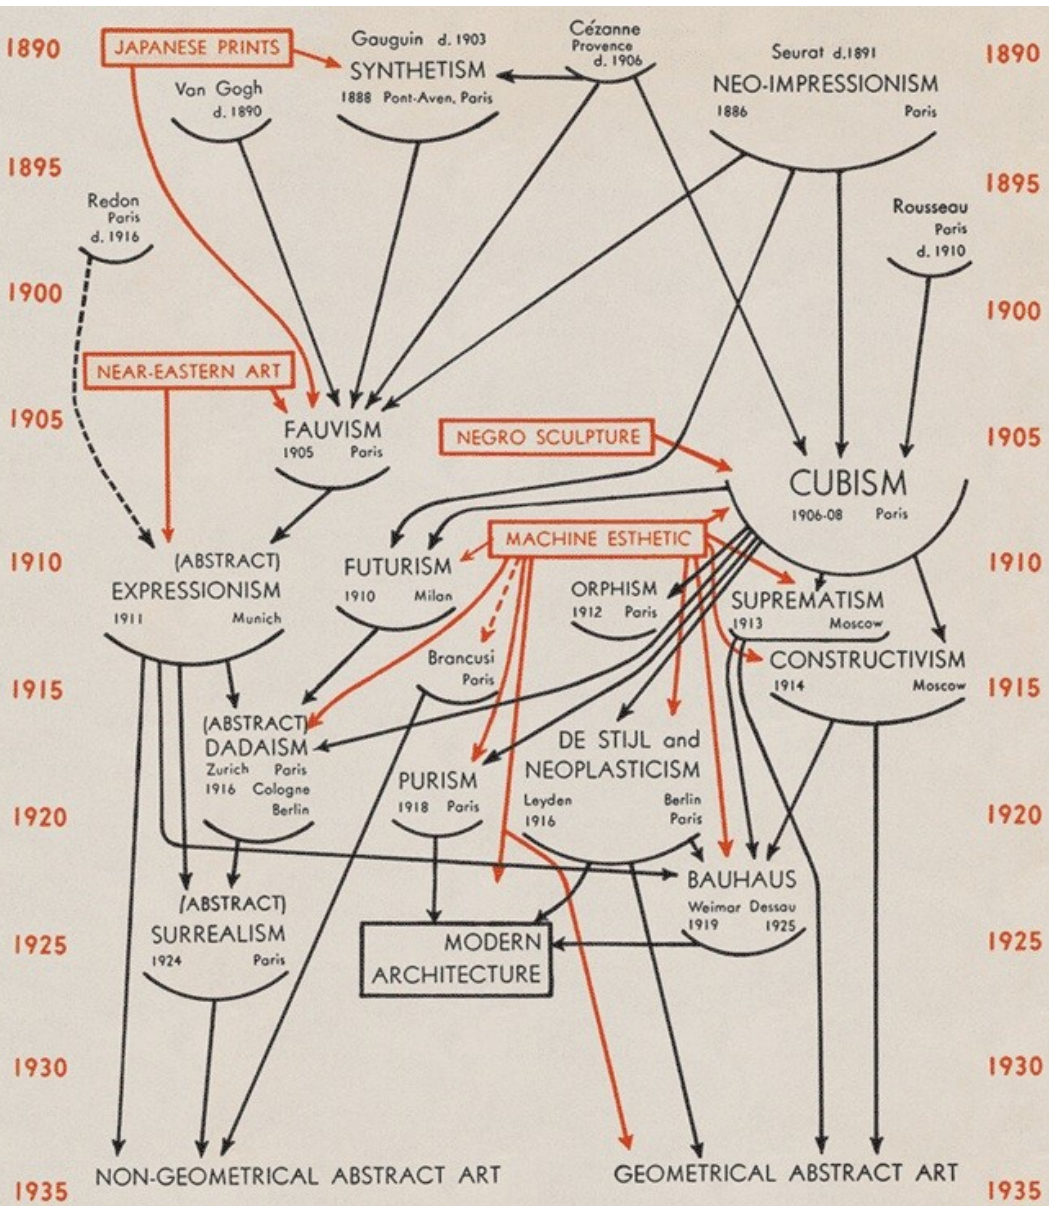 1890
JAPANESE PRINTS
Gauguin d. 1903
SYNTHETISM
1888 Pont-Aven, Paris
Cézanne
Provence
d. 1906
Seurat d.1891
NEO-IMPRESSIONISM
1886 Paris
1890
Van Gogh
d. 1890
1895
1895
Redon
Paris
d. 1916
Rousseau
Paris
d. 1910
1900
1900
NEAR-EASTERN ART
1905
FAUVISM
1905 Paris
NEGRO SCULPTURE
1905
CUBISM
1906-08 Paris
1910
(ABSTRACT)
EXPRESSIONISM
1911 Munich
FUTURISM
1910 Milan
MACHINE ESTHETIC
ORPHISM
1912 Paris
SUPREMATISM
1913 Moscow
1910
Brancusi
Paris
CONSTRUCTIVISM
1914 Moscow
1915
1915
(ABSTRACT)
DADAISM
Zurich Paris
1916 Cologne
Berlin
PURISM
1918 Paris
DE STIJL and
NEOPLASTICISM
Leyden Berlin
1916 Paris
1920
1920
(ABSTRACT)
SURREALISM
1924 Paris
BAUHAUS
Weimar Dessau
1919 1925
1925
MODERN
ARCHITECTURE
1925
1930
1930
NON-GEOMETRICAL ABSTRACT ART
GEOMETRICAL ABSTRACT ART
1935
1935